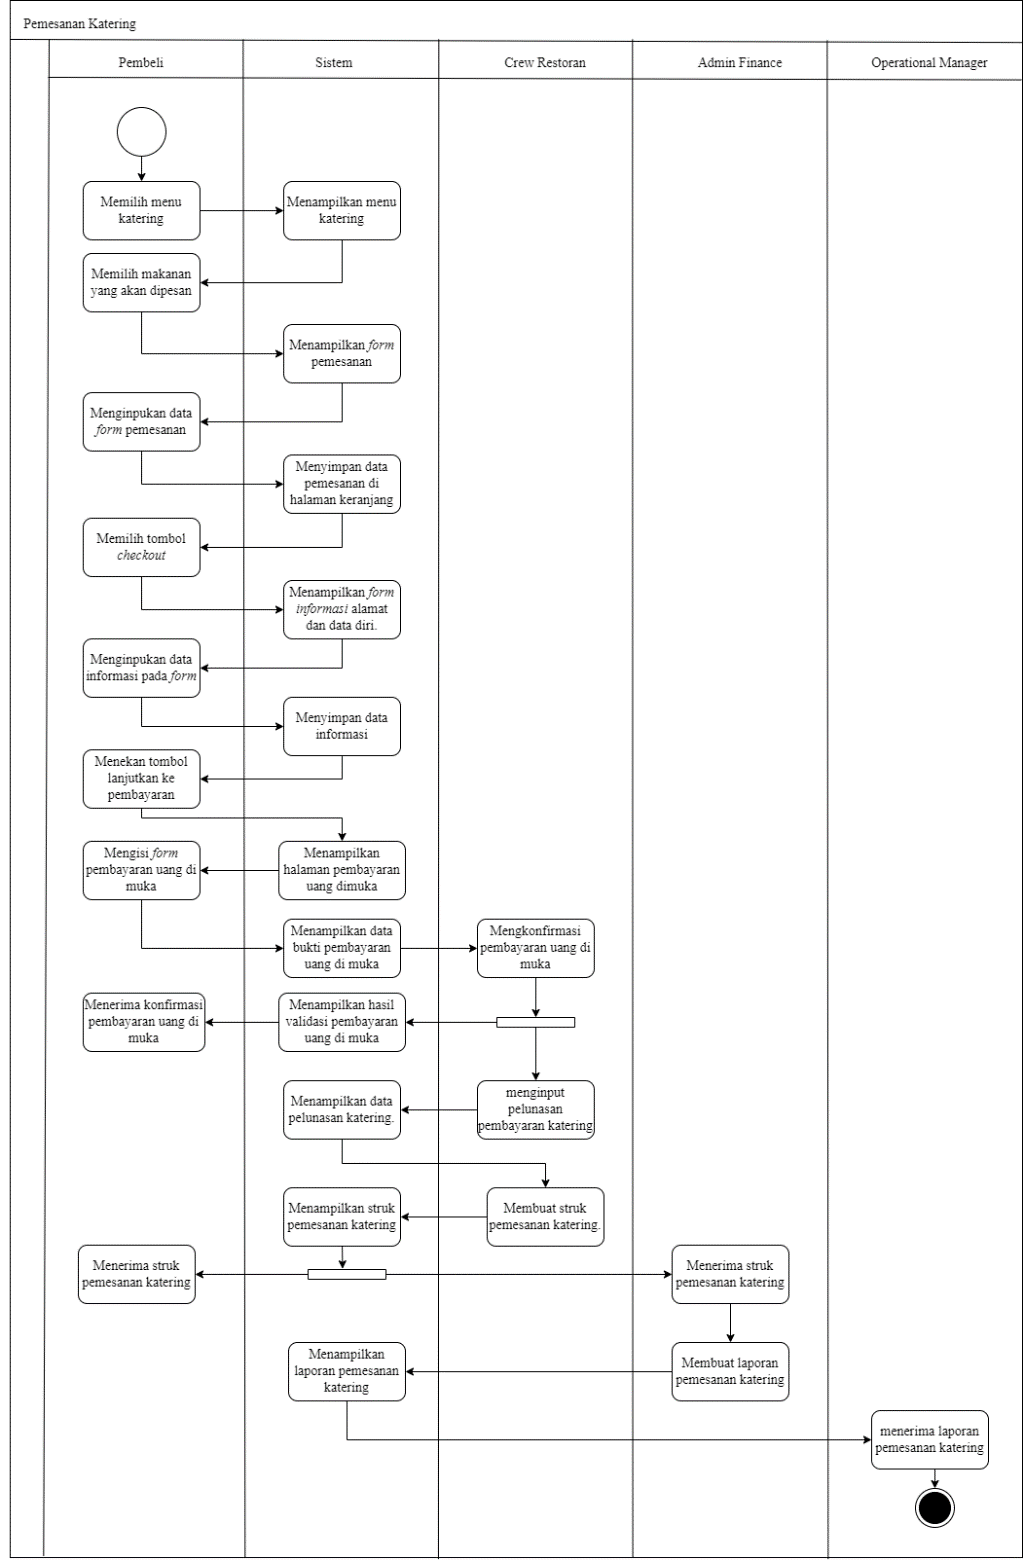 Pemesanan Katering
Pembeli
Sistem
Crew Restoran
Admin Finance
Operational Manager
Memilih menu
katering
Menampilkan menu
katering
Memilih makanan
yang akan dipesan
Menampilkan form
pemesanan
Menginpukan data
form pemesanan
Menyimpan data
pemesanan di
halaman keranjang
Memilih tombol
checkout
Menampilkan form
informasi alamat
dan data diri.
Menginpukan data
informasi pada form
Menyimpan data
informasi
Menekan tombol
lanjutkan ke
pembayaran
Mengisi form
pembayaran uang di
muka
Menampilkan
halaman pembayaran
uang dimuka
Menampilkan data
bukti pembayaran
uang di muka
Mengkonfirmasi
pembayaran uang di
muka
Menerima konfirmasi
pembayaran uang di
muka
Menampilkan hasil
validasi pembayaran
uang di muka
Menampilkan data
pelunasan katering.
menginput
pelunasan
pembayaran katering
Menampilkan struk
pemesanan katering
Membuat struk
pemesanan katering.
Menerima struk
pemesanan katering
Menerima struk
pemesanan katering
Menampilkan
laporan pemesanan
katering
Membuat laporan
pemesanan katering
menerima laporan
pemesanan katering